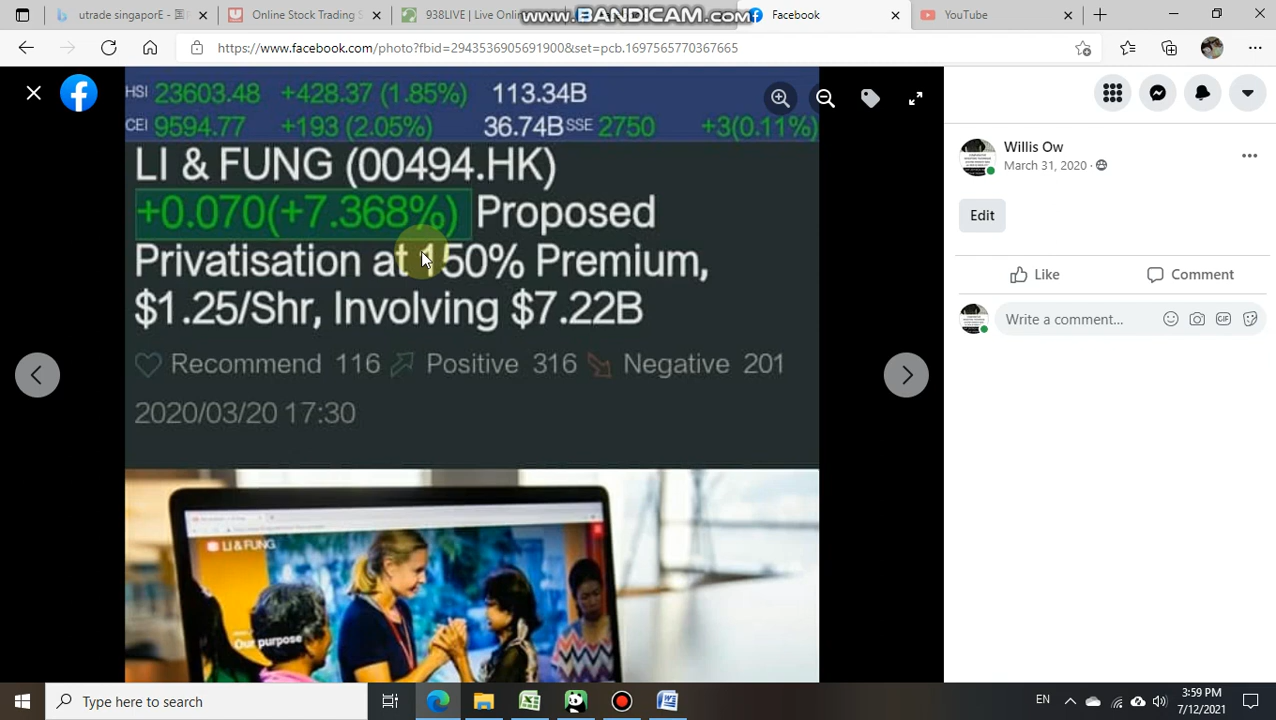 urade singapore - 국
Online Stock Trading S
938LIVE | Live Onli
www.BANDICAM.com
Facebook
YouTube
https://www.facebook.com/photo?fbid=2943536905691900&set=pcb.1697565770367665
HSI 23603.48 +428.37 (1.85%) 113.34B
CEI 9594.77 +193 (2.05%) 36.74B SSE 2750 +3(0.11%)
LI & FUNG (00494.HK)
+0.070(+7.368%) Proposed
Privatisation at 150% Premium,
$1.25/Shr, Involving $7.22B
Recommend 116 Positive 316 Negative 201
2020/03/20 17:30
LI & FUNG
Our purpose
Willis Ow
March 31, 2020 ·
Edit
Like Comment
Write a comment...
GIF
Type here to search
EN
3:59 PM
7/12/2021